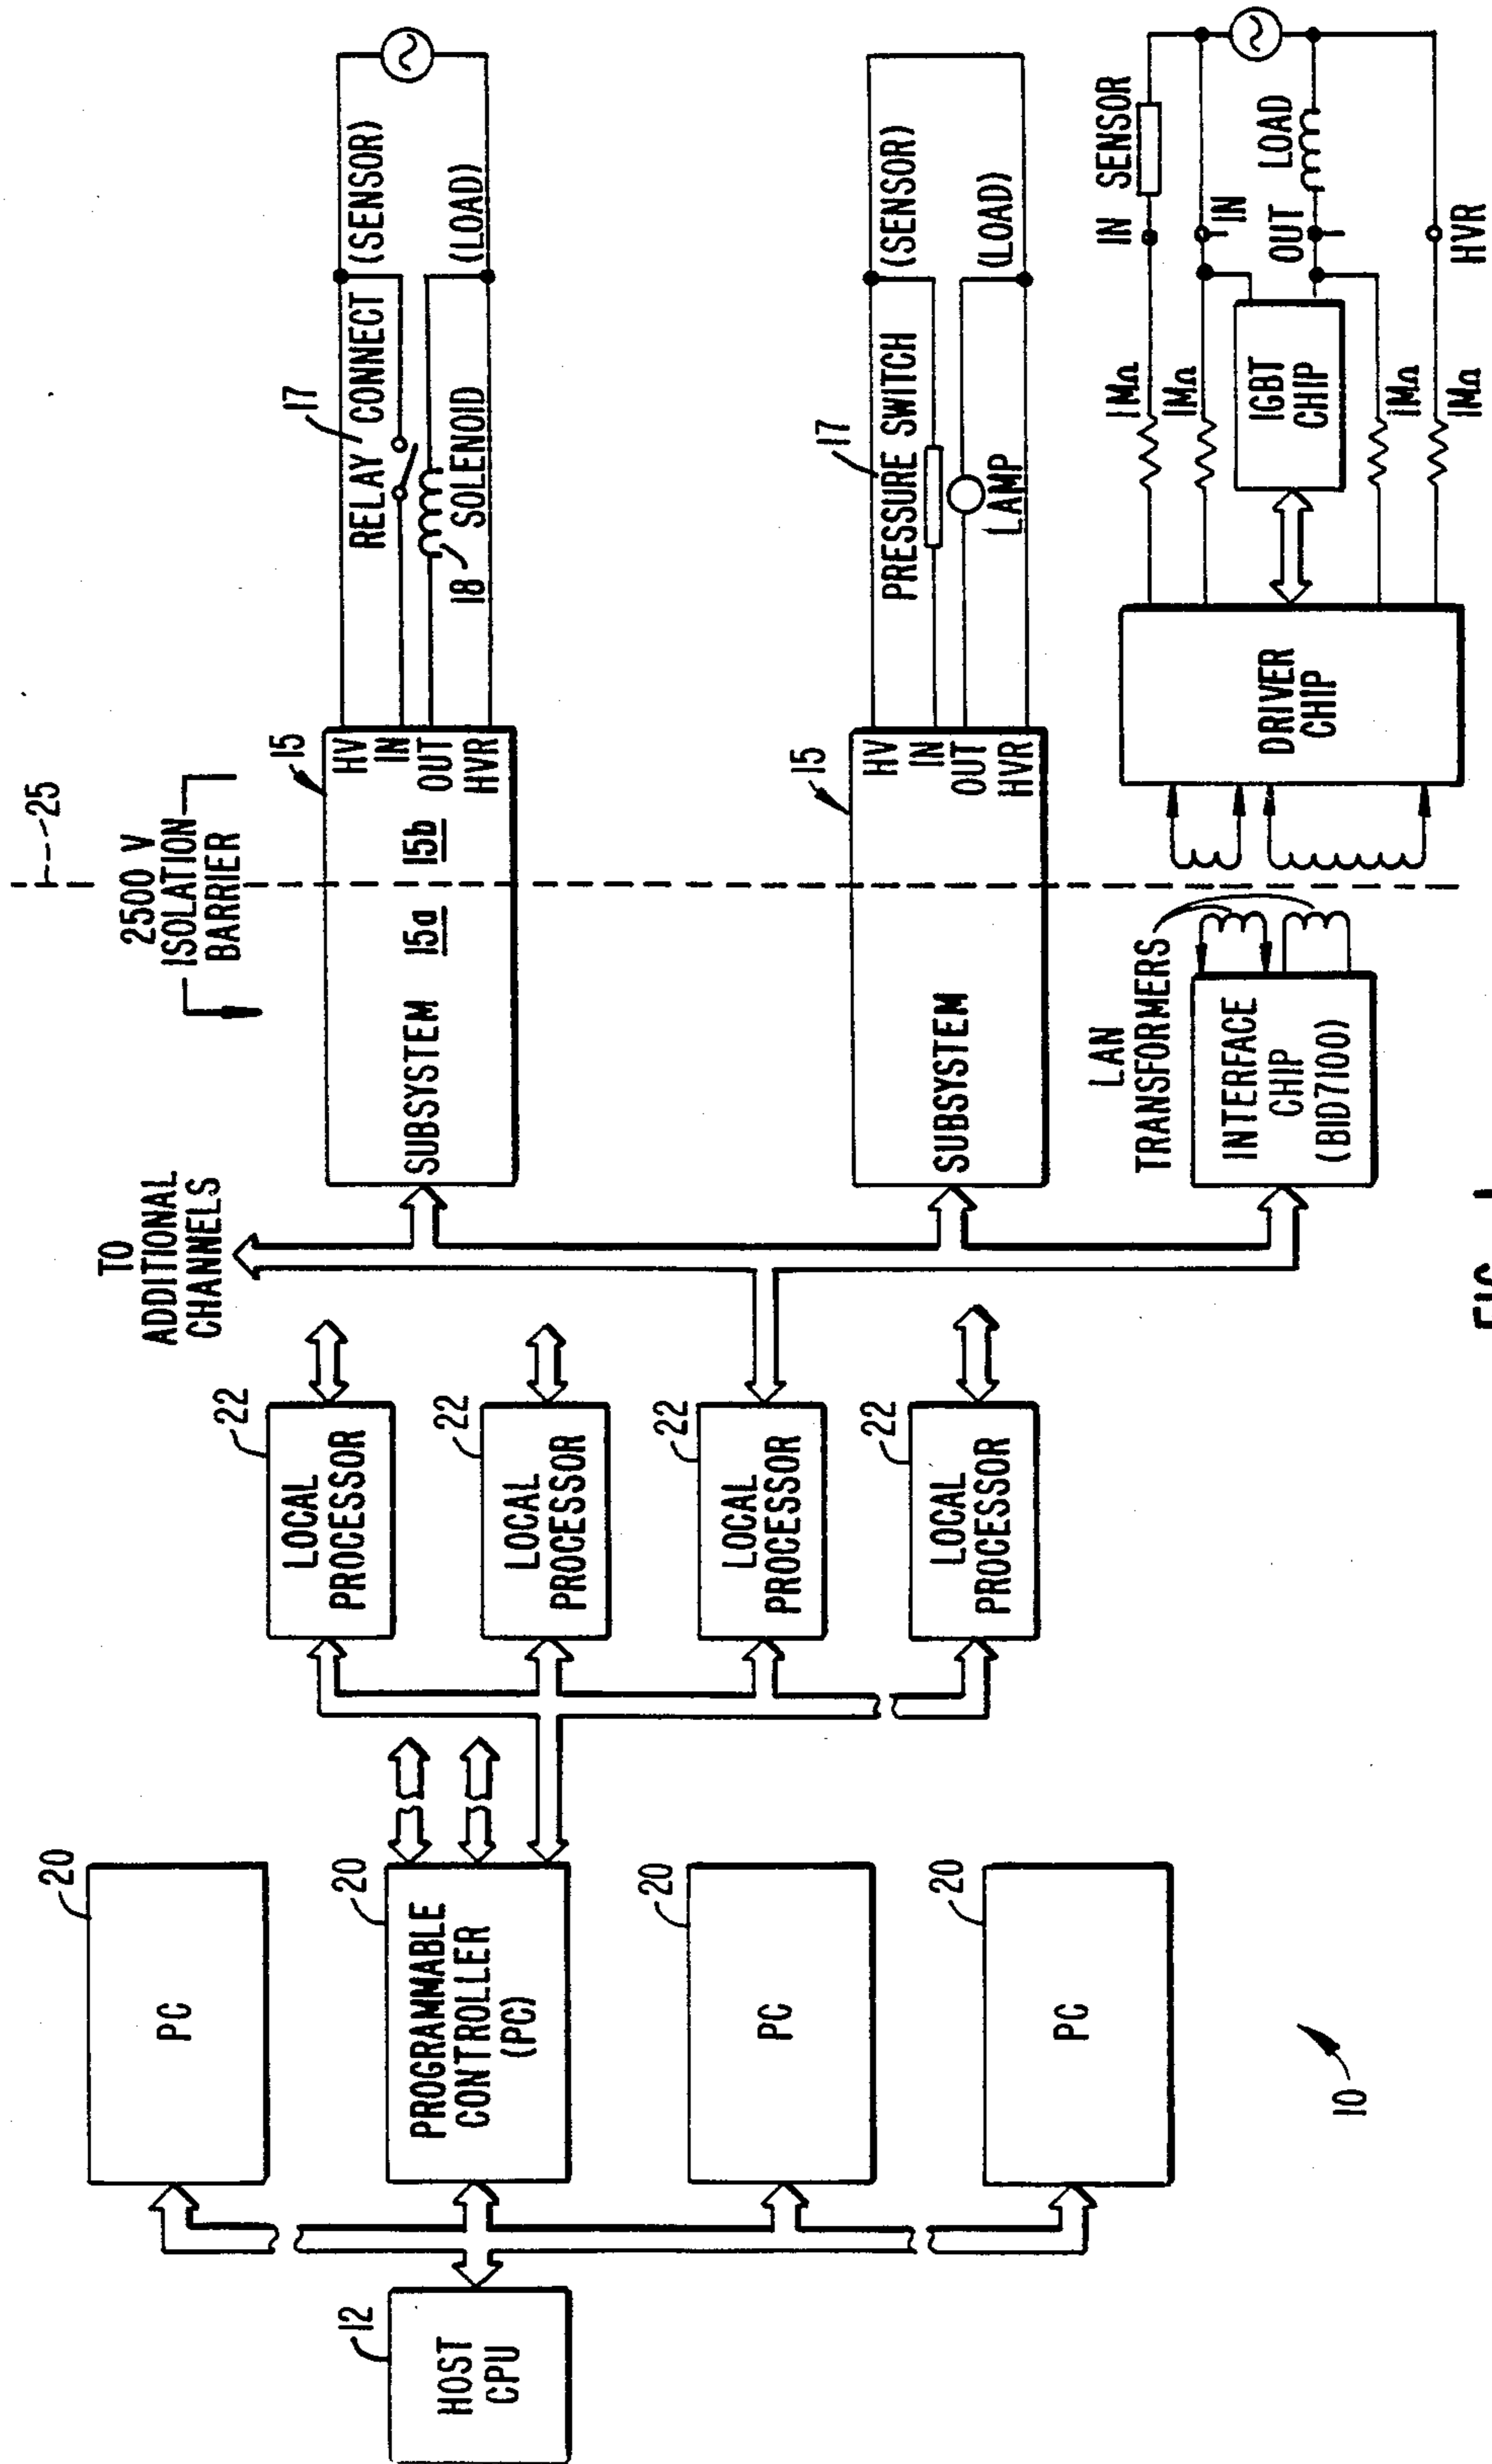 10
12
HOST
CPU
20
PC
20
PROGRAMMABLE
CONTROLLER
(PC)
20
PC
20
PC
22
LOCAL
PROCESSOR
22
LOCAL
PROCESSOR
22
LOCAL
PROCESSOR
22
LOCAL
PROCESSOR
TO
ADDITIONAL
CHANNELS
25
2500 V
ISOLATION
BARRIER
15
SUBSYSTEM
15a
15b
HV
IN
OUT
HVR
17
RELAY CONNECT
(SENSOR)
18
SOLENOID
(LOAD)
15
SUBSYSTEM
HV
IN
OUT
HVR
17
PRESSURE SWITCH
(SENSOR)
LAMP
(LOAD)
LAN
TRANSFORMERS
INTERFACE
CHIP
(BID7100)
DRIVER
CHIP
1MΩ
1MΩ
IGBT
CHIP
1MΩ
1MΩ
IN
SENSOR
IN
OUT
LOAD
HVR